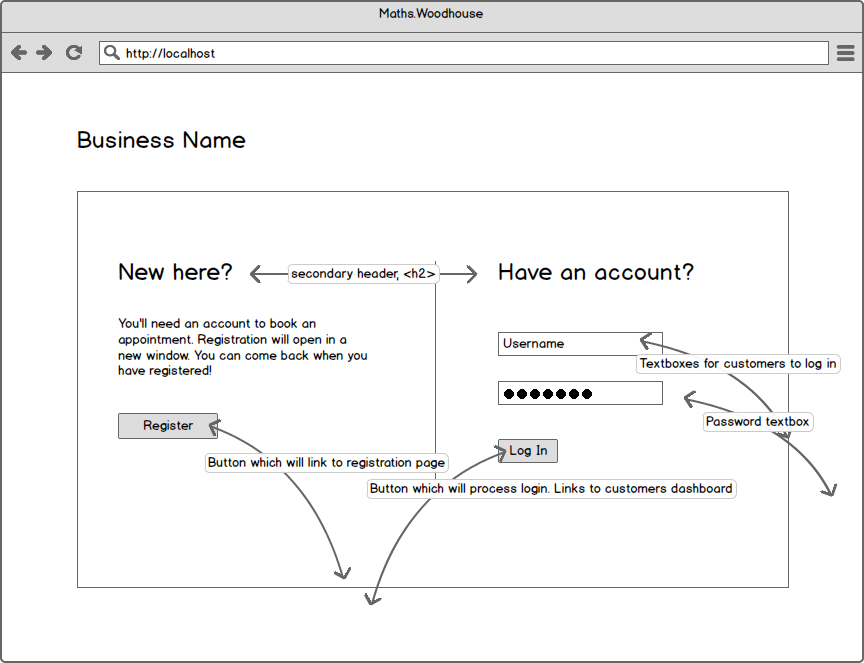 Maths.Woodhouse
http://localhost
Business Name
New here?
secondary header, <h2>
Have an account?
You'll need an account to book an
appointment. Registration will open in a
new window. You can come back when you
have registered!
Username
Textboxes for customers to log in
●●●●●●●
Password textbox
Register
Button which will link to registration page
Log In
Button which will process login. Links to customers dashboard